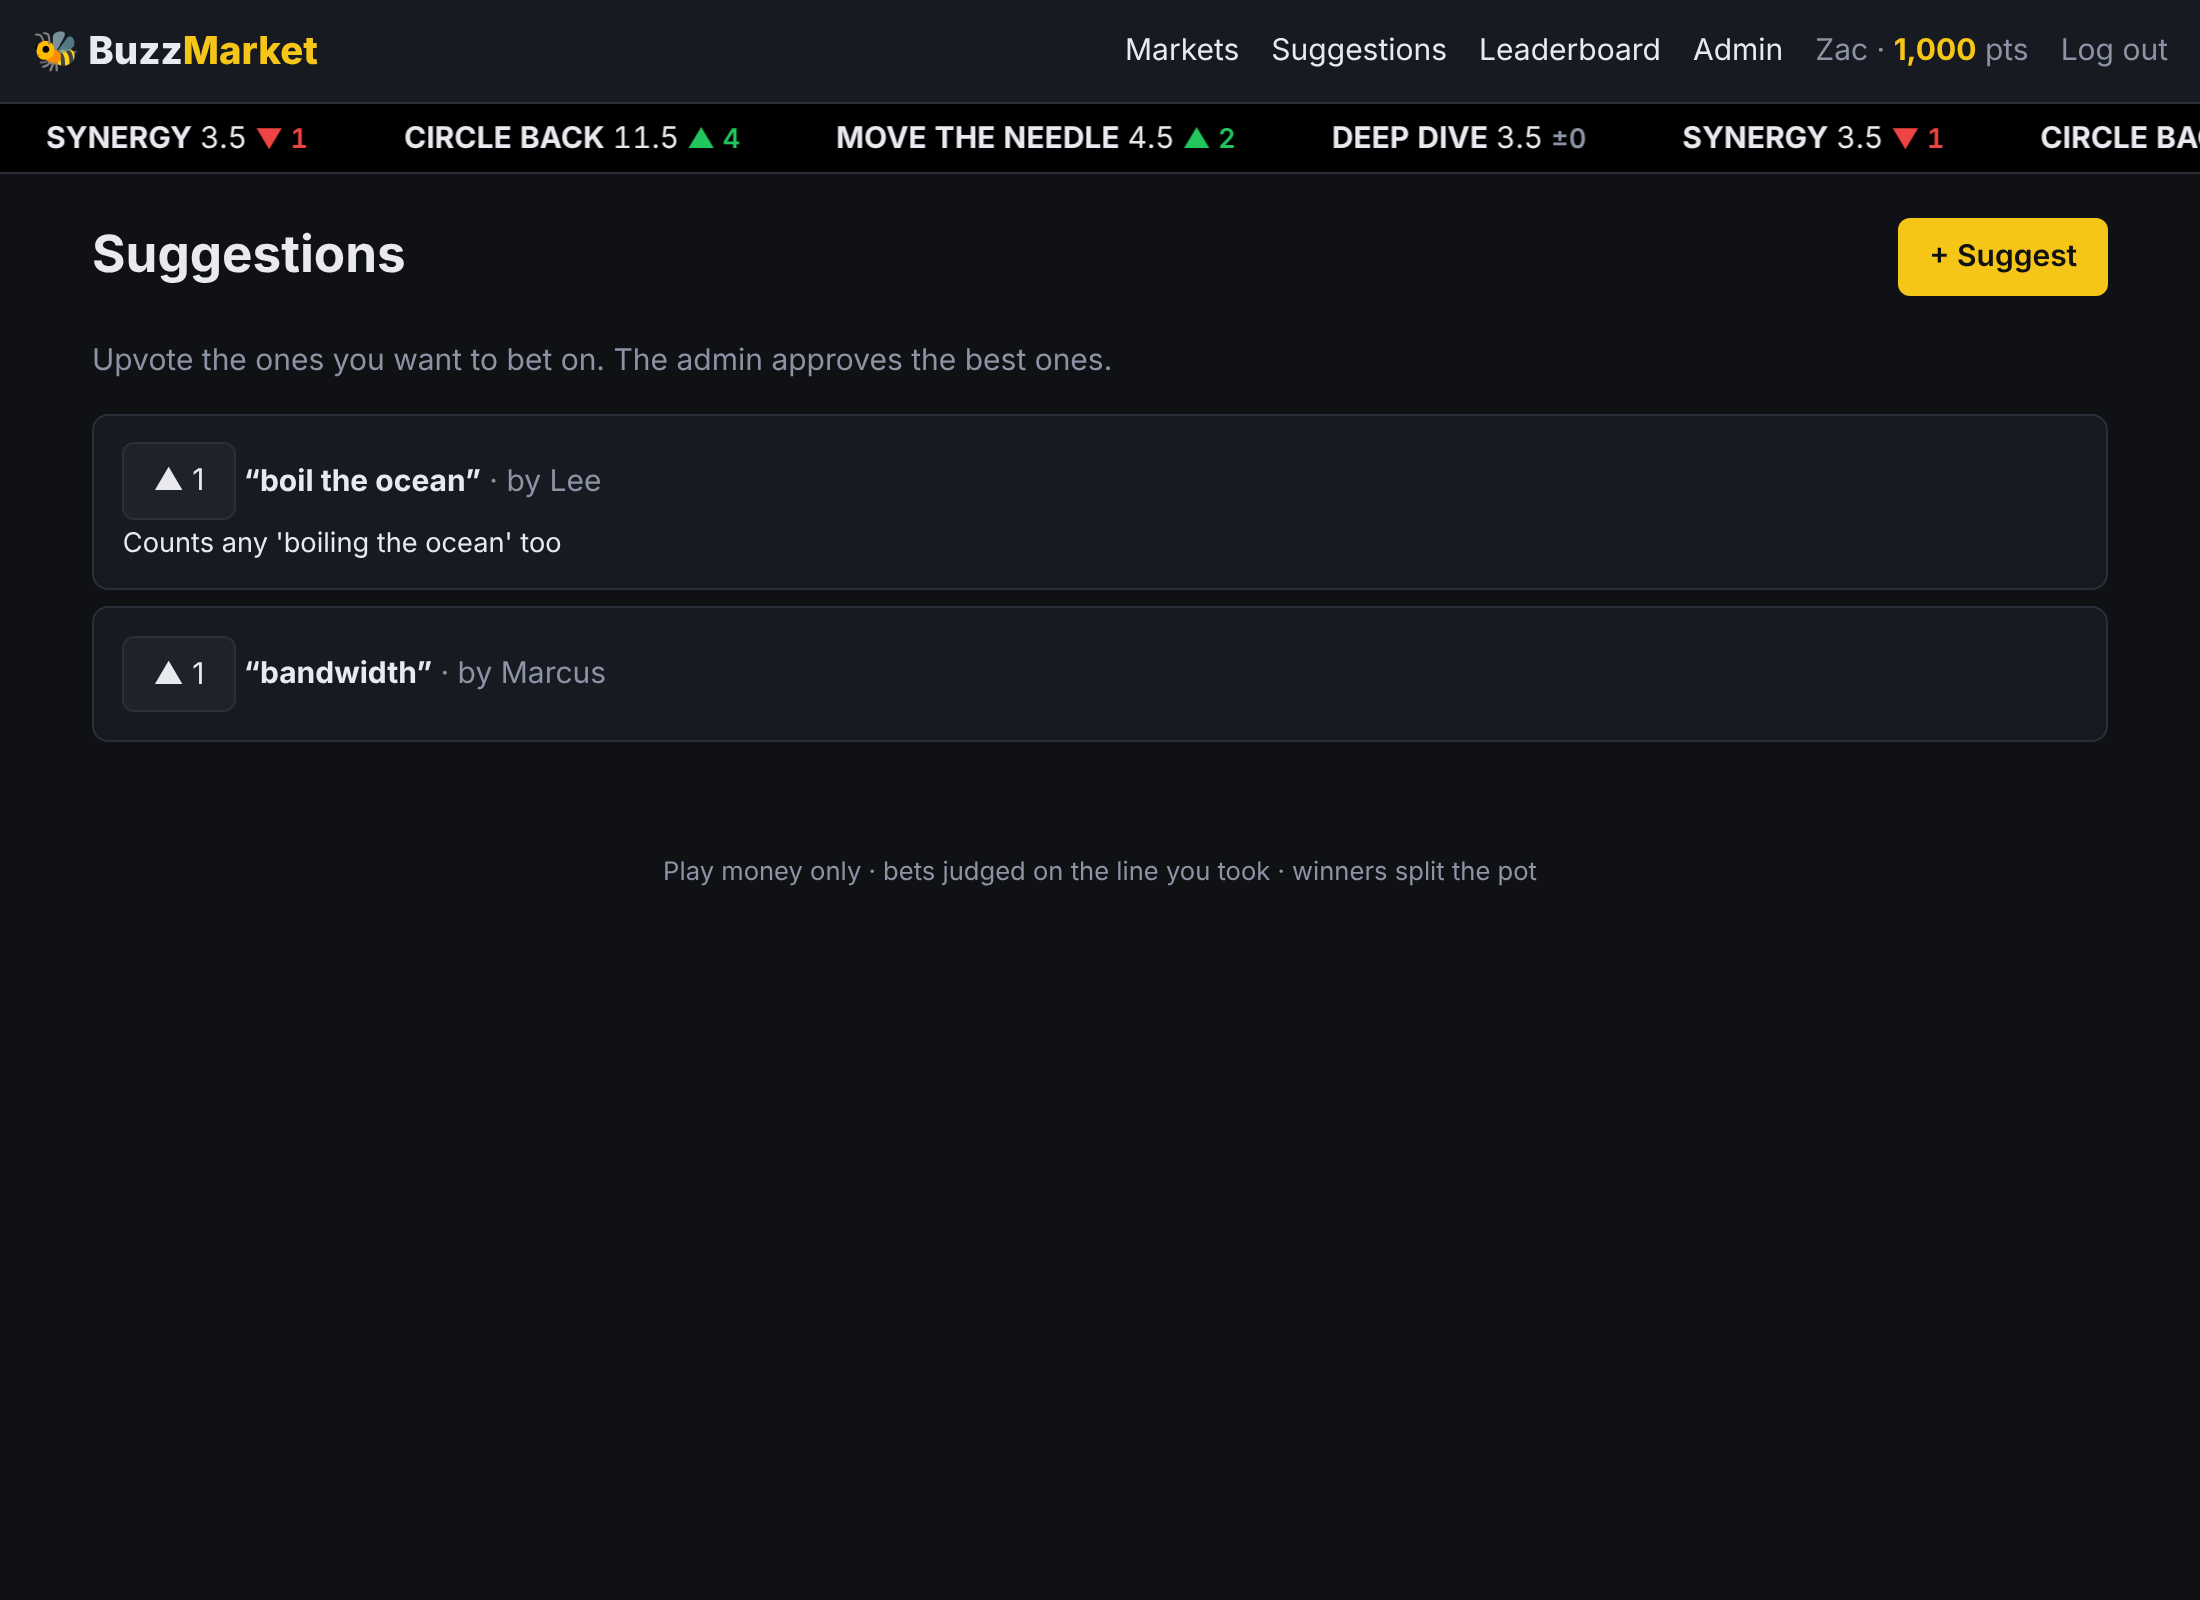 BuzzMarket
Markets Suggestions Leaderboard Admin Zac · 1,000 pts Log out
SYNERGY 3.5 ▼ 1 CIRCLE BACK 11.5 ▲ 4 MOVE THE NEEDLE 4.5 ▲ 2 DEEP DIVE 3.5 ±0 SYNERGY 3.5 ▼ 1 CIRCLE
Suggestions
+ Suggest
Upvote the ones you want to bet on. The admin approves the best ones.
▲ 1 “boil the ocean” · by Lee
Counts any 'boiling the ocean' too
▲ 1 “bandwidth” · by Marcus
Play money only · bets judged on the line you took · winners split the pot